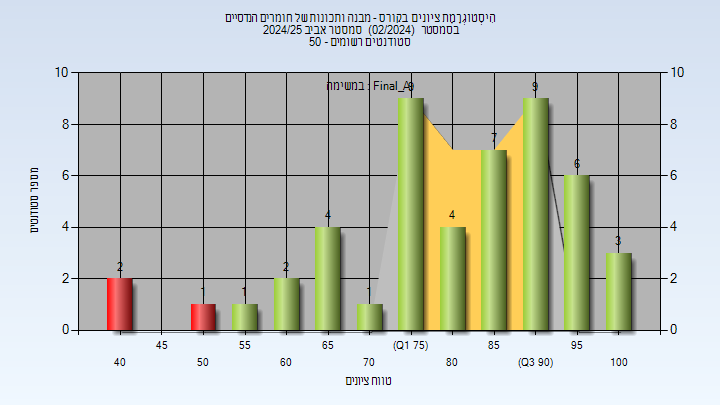 היסטוגרמת ציונים בקורס - מבנה ותכונות של חומרים הנדסיים
בסמסטר (02/2024) סמסטר אביב 2024/25
סטודנטים רשומים - 50
במשימה : Final_A
מספר סטודנטים
10 10
8 8
6 6
4 4
2 2
0 0
2 1 1 2 4 1 9 4 7 9 6 3
45 55 65 (Q1 75) 85 95
40 50 60 70 80 (Q3 90) 100
טווח ציונים